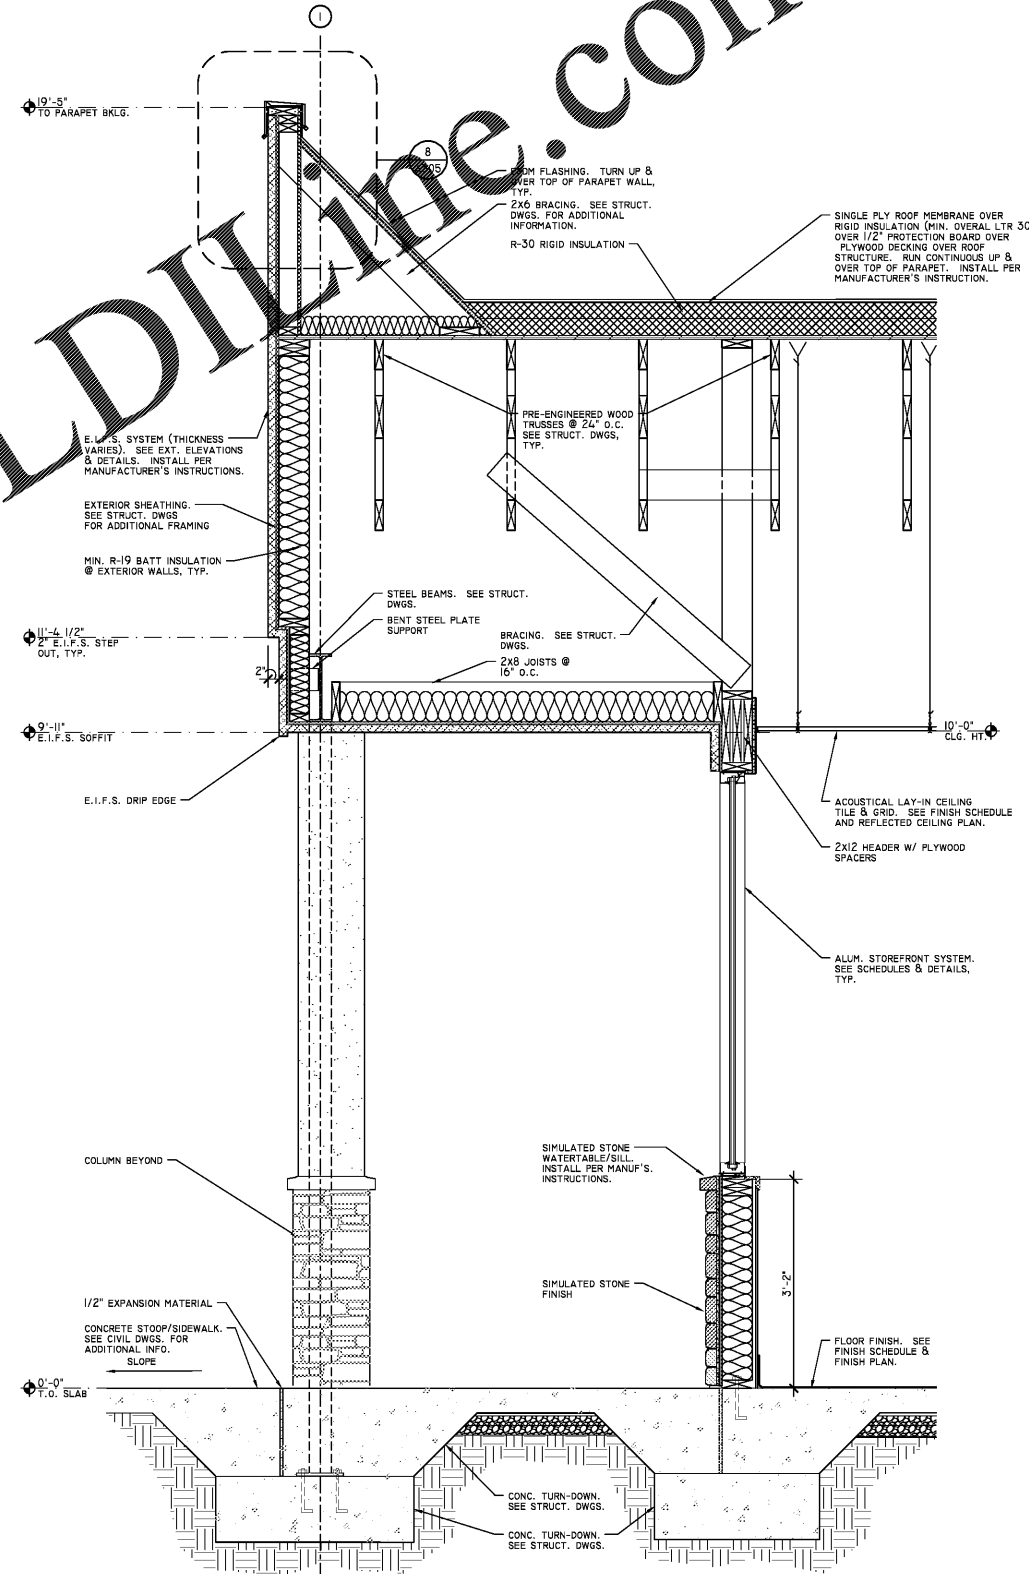 1
19'-5"
TO PARAPET BKLG.
8
FROM FLASHING. TURN UP &
OVER TOP OF PARAPET WALL,
TYP.
2X6 BRACING. SEE STRUCT.
DWGS. FOR ADDITIONAL
INFORMATION.
R-30 RIGID INSULATION
SINGLE PLY ROOF MEMBRANE OVER
RIGID INSULATION (MIN. OVERAL LTR 30
OVER 1/2" PROTECTION BOARD OVER
PLYWOOD DECKING OVER ROOF
STRUCTURE. RUN CONTINUOUS UP &
OVER TOP OF PARAPET. INSTALL PER
MANUFACTURER'S INSTRUCTION.
LDILine.com
PRE-ENGINEERED WOOD
TRUSSES @ 24" O.C.
SEE STRUCT. DWGS,
TYP.
E.I.F.S. SYSTEM (THICKNESS
VARIES). SEE EXT. ELEVATIONS
& DETAILS. INSTALL PER
MANUFACTURER'S INSTRUCTIONS.
EXTERIOR SHEATHING.
SEE STRUCT. DWGS
FOR ADDITIONAL FRAMING
MIN. R-19 BATT INSULATION
@ EXTERIOR WALLS, TYP.
STEEL BEAMS. SEE STRUCT.
DWGS.
BENT STEEL PLATE
SUPPORT
BRACING. SEE STRUCT.
DWGS.
2X8 JOISTS @
16" O.C.
11'-4 1/2"
2" E.I.F.S. STEP
OUT, TYP.
2"
9'-11"
E.I.F.S. SOFFIT
10'-0"
CLG. HT.
E.I.F.S. DRIP EDGE
ACOUSTICAL LAY-IN CEILING
TILE & GRID. SEE FINISH SCHEDULE
AND REFLECTED CEILING PLAN.
2X12 HEADER W/ PLYWOOD
SPACERS
ALUM. STOREFRONT SYSTEM.
SEE SCHEDULES & DETAILS,
TYP.
COLUMN BEYOND
SIMULATED STONE
WATERTABLE/SILL.
INSTALL PER MANUF'S.
INSTRUCTIONS.
SIMULATED STONE
FINISH
3'-2"
1/2" EXPANSION MATERIAL
CONCRETE STOOP/SIDEWALK.
SEE CIVIL DWGS. FOR
ADDITIONAL INFO.
SLOPE
FLOOR FINISH. SEE
FINISH SCHEDULE &
FINISH PLAN.
0'-0"
T.O. SLAB
CONC. TURN-DOWN.
SEE STRUCT. DWGS.
CONC. TURN-DOWN.
SEE STRUCT. DWGS.